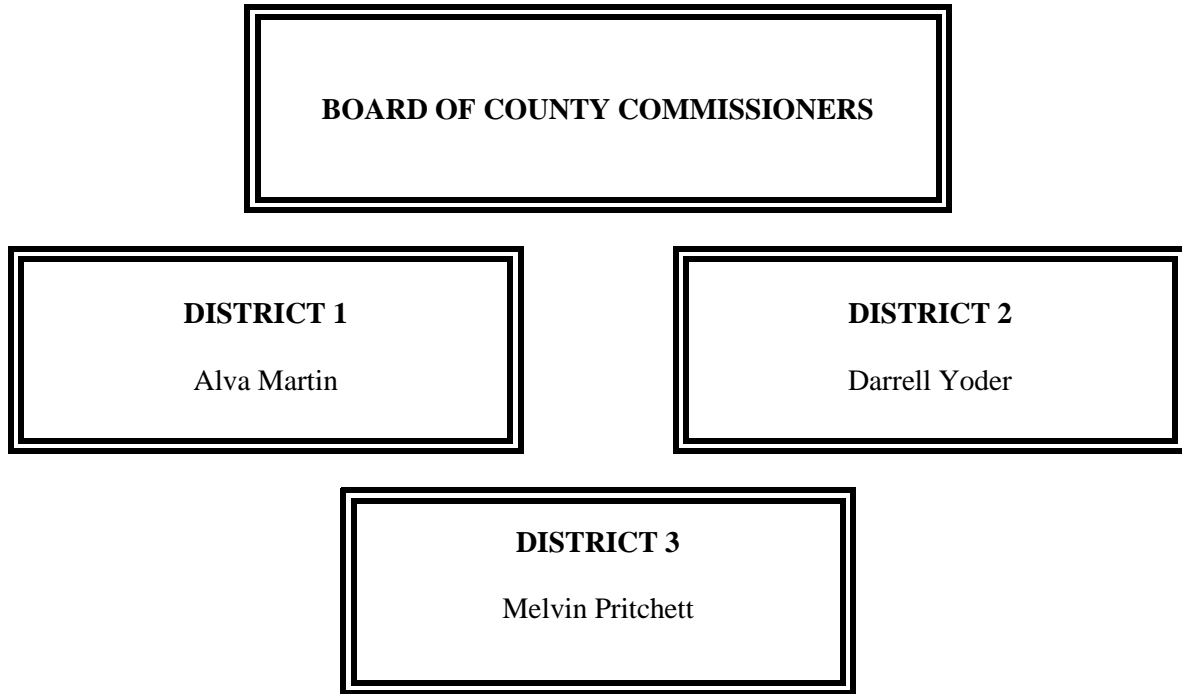 BOARD OF COUNTY COMMISSIONERS
DISTRICT 1
Alva Martin
DISTRICT 2
Darrell Yoder
DISTRICT 3
Melvin Pritchett